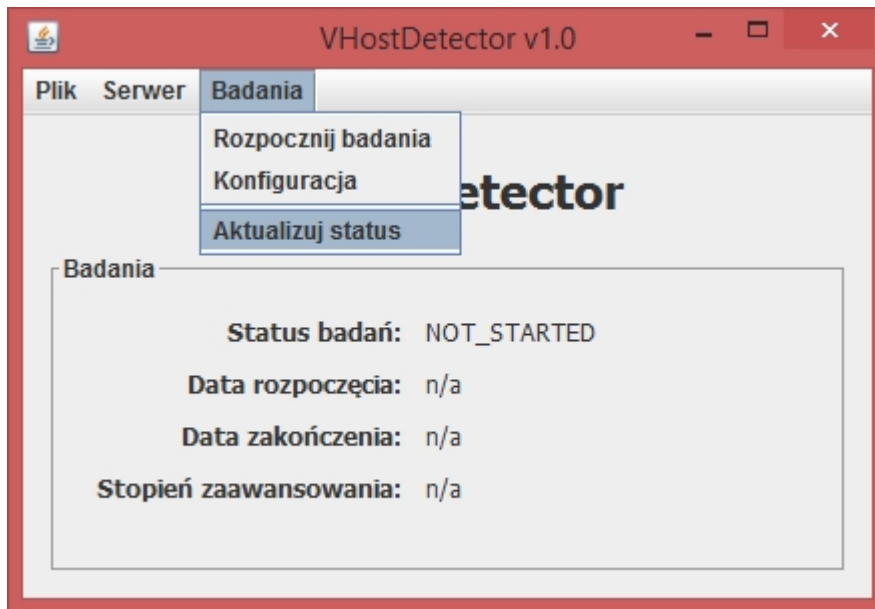 VHostDetector v1.0
Plik Serwer Badania
Rozpocznij badania
Konfiguracja
etector
Aktualizuj status
Badania
Status badań: NOT_STARTED
Data rozpoczęcia: n/a
Data zakończenia: n/a
Stopień zaawansowania: n/a